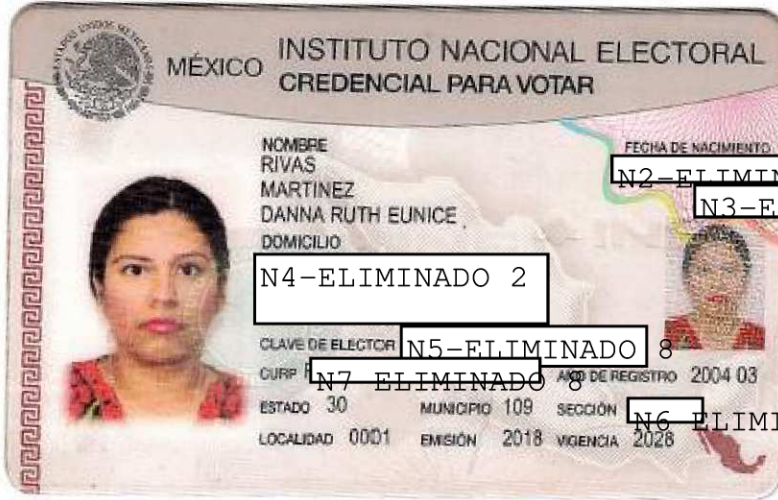 MÉXICO INSTITUTO NACIONAL ELECTORAL
CREDENCIAL PARA VOTAR
NOMBRE
RIVAS
MARTINEZ
DANNA RUTH EUNICE
FECHA DE NACIMIENTO
N2-ELIMIN
N3-E
DOMICILIO
N4-ELIMINADO 2
CLAVE DE ELECTOR N5-ELIMINADO 8
CURP N7 ELIMINADO 8 AÑO DE REGISTRO 2004 03
ESTADO 30 MUNICIPIO 109 SECCIÓN N6 ELIMI
LOCALIDAD 0001 EMISIÓN 2018 VIGENCIA 2028